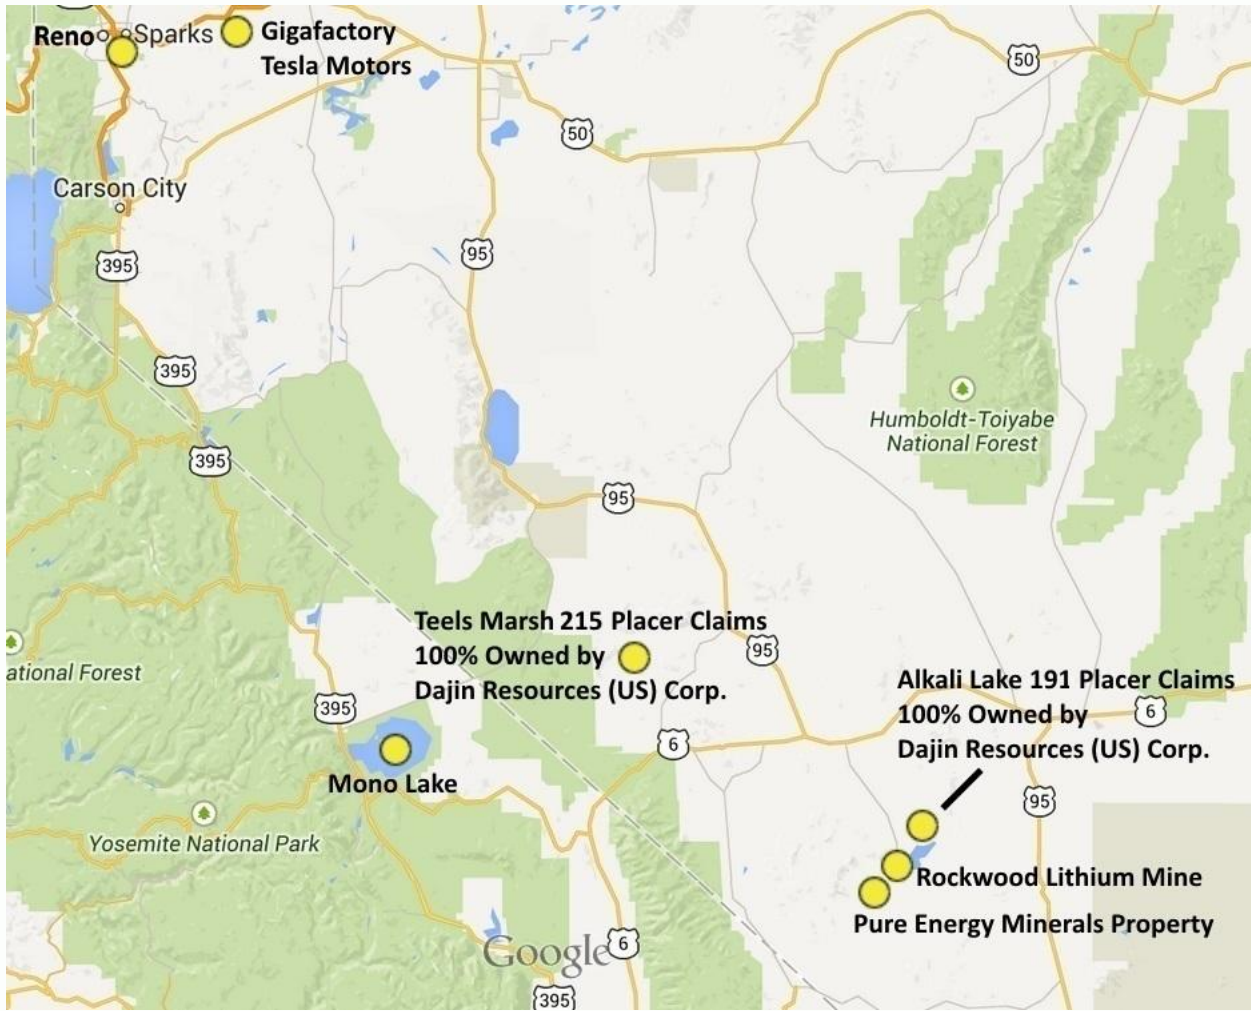 Reno
Sparks
Gigafactory
Tesla Motors
50
50
Carson City
95
395
395
Humboldt-Toiyabe
National Forest
395
95
Teels Marsh 215 Placer Claims
100% Owned by
Dajin Resources (US) Corp.
95
ational Forest
Alkali Lake 191 Placer Claims
100% Owned by
Dajin Resources (US) Corp.
395
6
6
Mono Lake
95
Yosemite National Park
Rockwood Lithium Mine
Pure Energy Minerals Property
Google
6
395